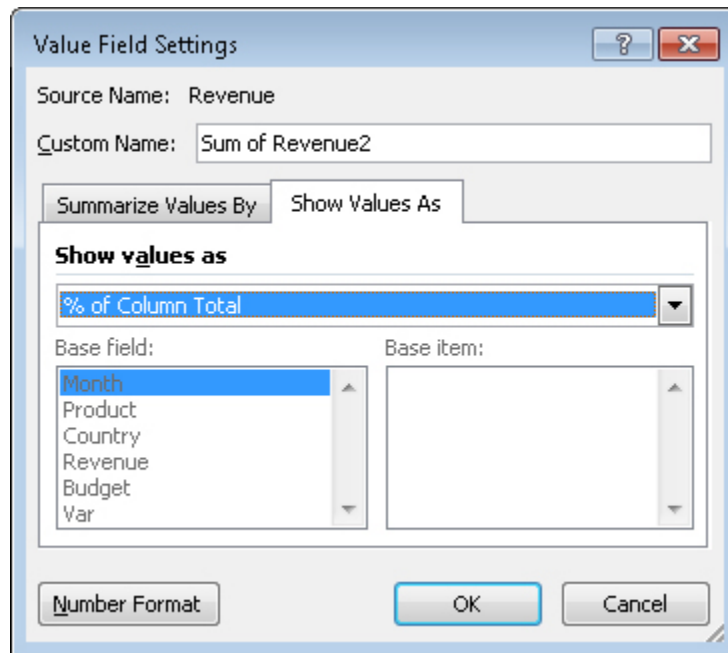 Value Field Settings
Source Name: Revenue
Custom Name: Sum of Revenue2
Summarize Values By Show Values As
Show values as
% of Column Total
Base field: Base item:
Month
Product
Country
Revenue
Budget
Var
Number Format OK Cancel